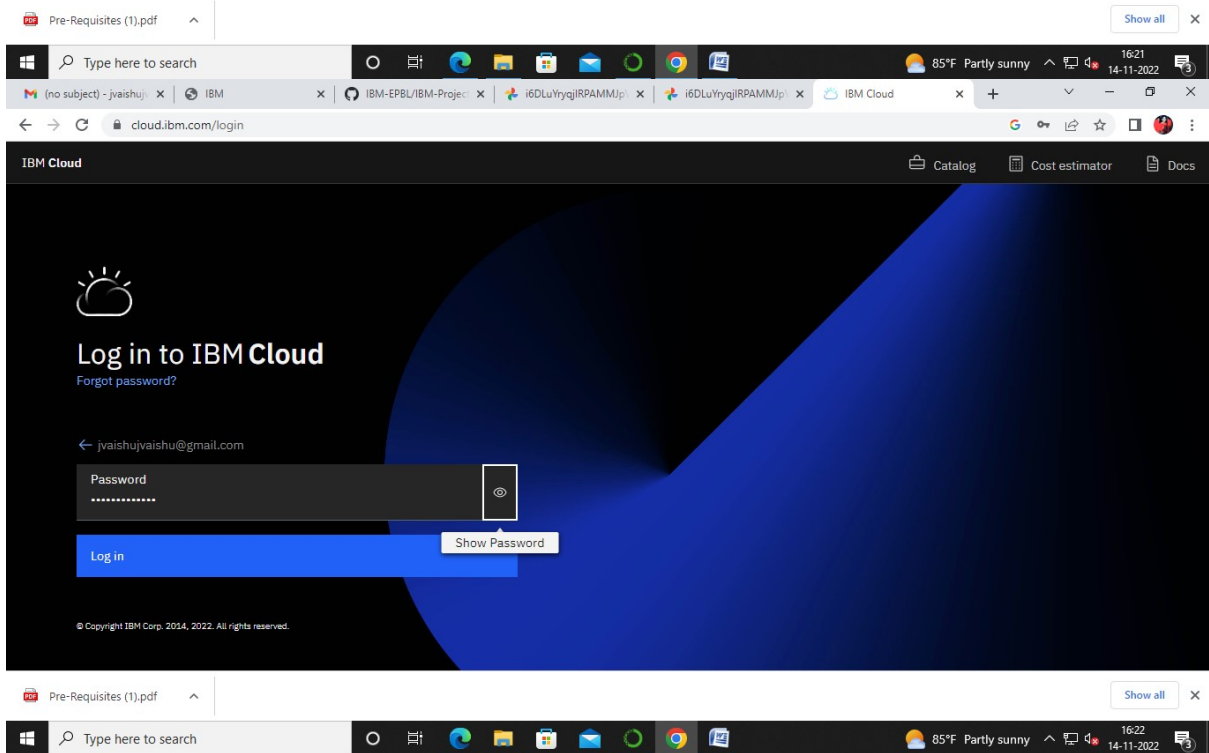 Pre-Requisites (1).pdf Show all
Type here to search 85°F Partly sunny 16:21
14-11-2022 3
(no subject) - jvaishujv IBM IBM-EPBL/IBM-Project i6DLuYryqjIRPAMMJpV i6DLuYryqjIRPAMMJpV IBM Cloud
cloud.ibm.com/login
IBM Cloud Catalog Cost estimator Docs
Log in to IBM Cloud
Forgot password?
jvaishujvaishu@gmail.com
Password
Show Password
Log in
© Copyright IBM Corp. 2014, 2022. All rights reserved.
Pre-Requisites (1).pdf Show all
Type here to search 85°F Partly sunny 16:22
14-11-2022 3